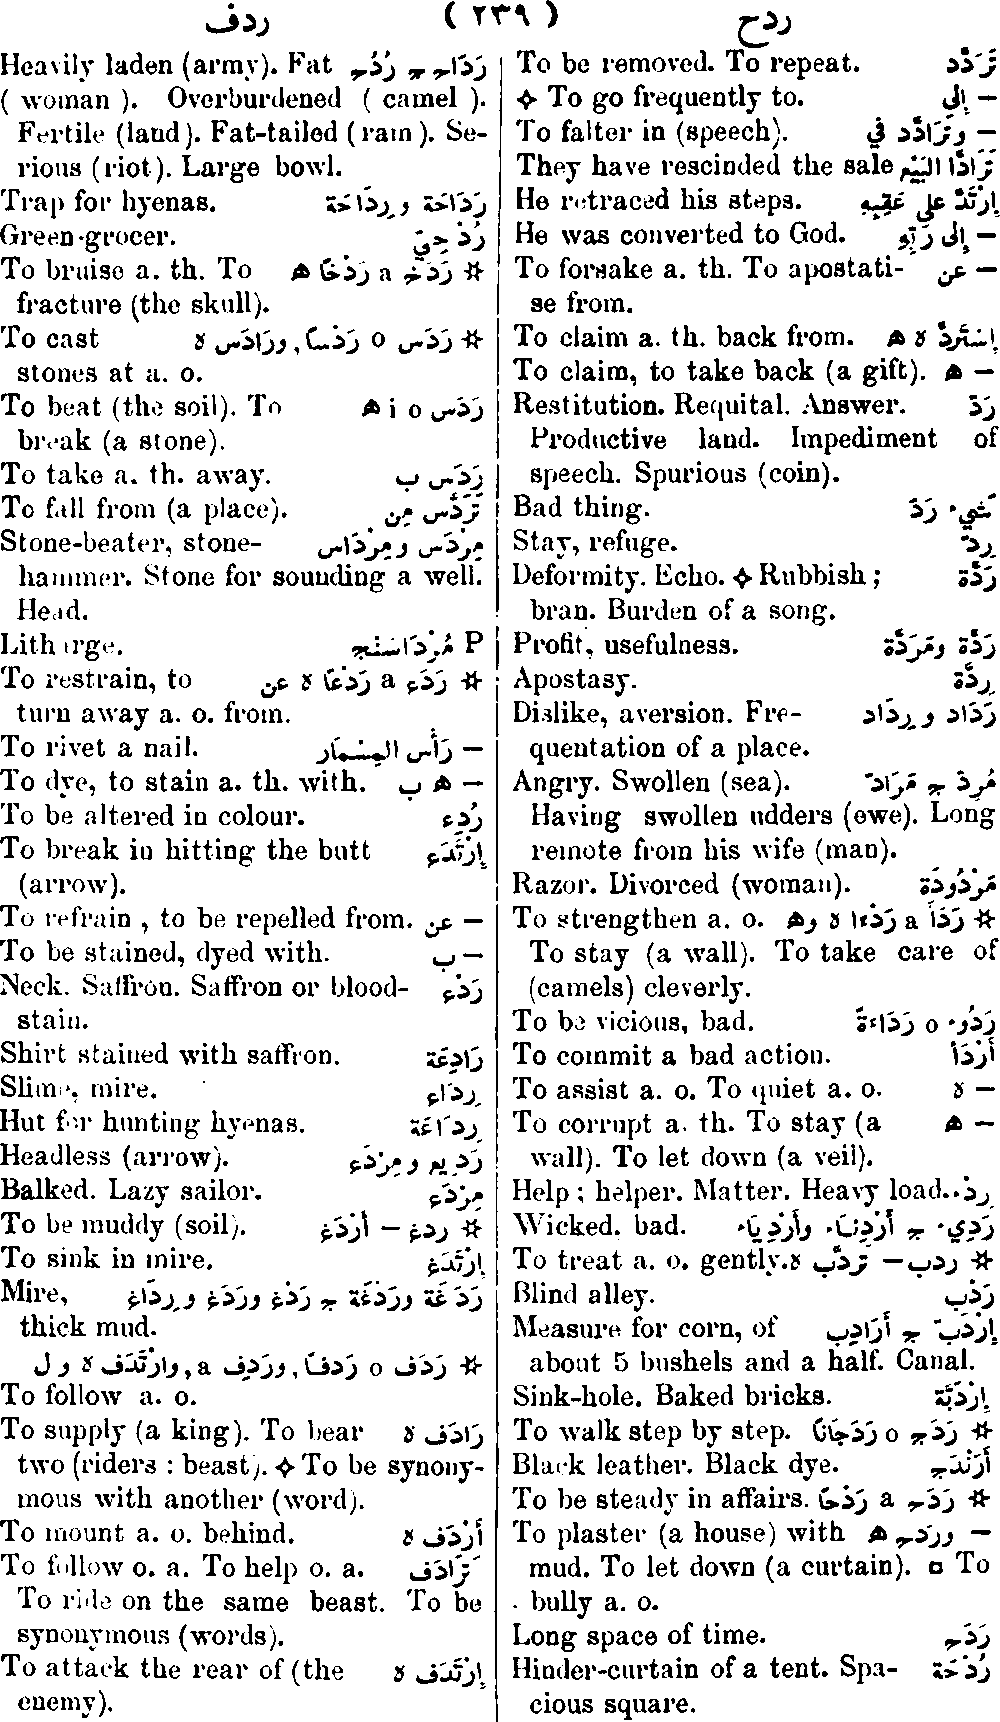 ردف ( ٢٣٩ ) ردح
To be removed. To repeat. تَرَدَّد
✧ To go frequently to. — إِلى
To falter in (speech). — وتَرَادَّد في
They have rescinded the sale تَرَادَّا البَيْع
He retraced his steps. إِرْتَدَّ على عَقِبِهِ
He was converted to God. — إِلى رَبِّهِ
To forsake a. th. To apostati- — عن
se from.
To claim a. th. back from. إِسْتَرَدَّ ه ھ
To claim, to take back (a gift). — ھ
Restitution. Requital. Answer. رَدّ
Productive land. Impediment of
speech. Spurious (coin).
Bad thing. شَيء رَدّ
Stay, refuge. رِدّ
Deformity. Echo. ✧ Rubbish ; رَدَّة
bran. Burden of a song.
Profit, usefulness. رَدَّة ومَرَدَّة
Apostasy. رِدَّة
Dislike, aversion. Fre- رَدَاد و رِدَاد
quentation of a place.
Angry. Swollen (sea). مُرِدّ ج مَرَادّ
Having swollen udders (ewe). Long
remote from his wife (man).
Razor. Divorced (woman). مَرْدُودَة
To strengthen a. o. ☆ رَدَأَ a رَدْءًا ه وھ
To stay (a wall). To take care of
(camels) cleverly.
To be vicious, bad. رَدُؤَ o رَدَاءَةً
To commit a bad action. أَرْدَأَ
To assist a. o. To quiet a. o. — ه
To corrupt a. th. To stay (a — ھ
wall). To let down (a veil).
Help ; helper. Matter. Heavy load.. رِدْء
Wicked, bad. رَدِيء ج أَرْدِئَاء وأَرْدِيَاء
To treat a. o. gently. ☆ ردب — تَرَدَّب ه
Blind alley. رَدْب
Measure for corn, of إِرْدَبّ ج أَرَادِب
about 5 bushels and a half. Canal.
Sink-hole. Baked bricks. إِرْدَبَّة
To walk step by step. ☆ رَدَج o رَدَجَانًا
Black leather. Black dye. أَرَنْدَج
To be steady in affairs. ☆ رَدَح a رَدْحًا
To plaster (a house) with — وردَح ھ
mud. To let down (a curtain). ▫ To
bully a. o.
Long space of time. رَدَح
Hinder-curtain of a tent. Spa- رُدْحَة
cious square.
Heavily laden (army). Fat رَدَاح ج رُدُح
( woman ). Overburdened ( camel ).
Fertile (land). Fat-tailed (ram). Se-
rious (riot). Large bowl.
Trap for hyenas. رَدَاحَة و رِدَاحَة
Green-grocer. رُدْحِيّ
To bruise a. th. To ☆ رَدَخ a رَدْخًا ھ
fracture (the skull).
To cast ☆ رَدَس o رَدْسًا, ورَادَس ه
stones at a. o.
To beat (the soil). To رَدَس i o ھ
break (a stone).
To take a. th. away. رَدَس ب
To fall from (a place). تَرَدَّس مِن
Stone-beater, stone- مِرْدَس ومِرْدَاس
hammer. Stone for sounding a well.
Head.
Litharge. P مُرْدَاسَنْج
To restrain, to ☆ رَدَع a رَدْعًا ه عن
turn away a. o. from.
To rivet a nail. — رَأْس المِسْمَار
To dye, to stain a. th. with. — ھ ب
To be altered in colour. رُدِع
To break in hitting the butt إِرْتَدَع
(arrow).
To refrain , to be repelled from. — عن
To be stained, dyed with. — ب
Neck. Saffron. Saffron or blood- رَدْع
stain.
Shirt stained with saffron. رَادِعَة
Slime, mire. رِدَاع
Hut for hunting hyenas. رِدَاعَة
Headless (arrow). رَدِيع ومِرْدَع
Balked. Lazy sailor. مِرْدَع
To be muddy (soil). ☆ ردغ — أَرْدَغ
To sink in mire. إِرْتَدَغ
Mire, رَدَغَة ورَدْغَة ج رَدْغ ورَدَغ و رِدَاغ
thick mud.
☆ رَدَف o رَدفًا, ورَدِف a, وارْتَدَف ه و ل
To follow a. o.
To supply (a king). To bear رَادَف ه
two (riders : beast). ✧ To be synony-
mous with another (word).
To mount a. o. behind. أَرْدَف ه
To follow o. a. To help o. a. تَرَادَف
To ride on the same beast. To be
synonymous (words).
To attack the rear of (the إِرْتَدَف ه
enemy).